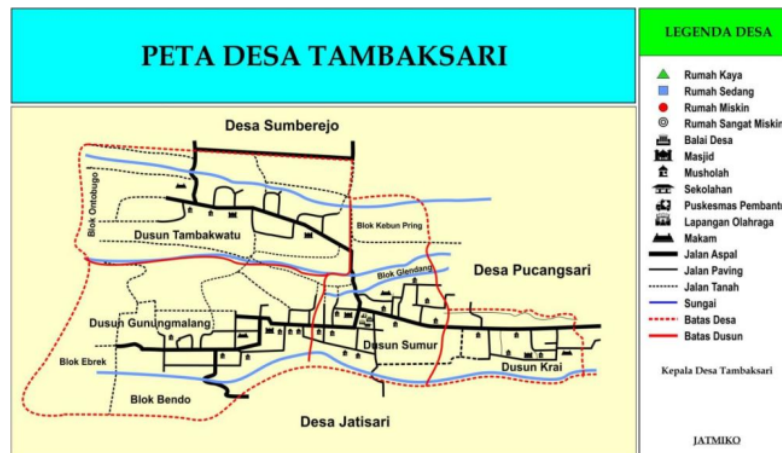 PETA DESA TAMBAKSARI
LEGENDA DESA
Rumah Kaya
Rumah Sedang
Rumah Miskin
Rumah Sangat Miskin
Balai Desa
Masjid
Musholah
Sekolahan
Puskesmas Pembantu
Lapangan Olahraga
Makam
Jalan Aspal
Jalan Paving
Jalan Tanah
Sungai
Batas Desa
Batas Dusun
Kepala Desa Tambaksari
JATMIKO
Desa Sumberejo
Blok Ontobugo
Dusun Tambakwatu
Blok Kebun Pring
Blok Glendang
Desa Pucangsari
Dusun Gunungmalang
Dusun Sumur
Blok Ebrek
Dusun Krai
Blok Bendo
Desa Jatisari